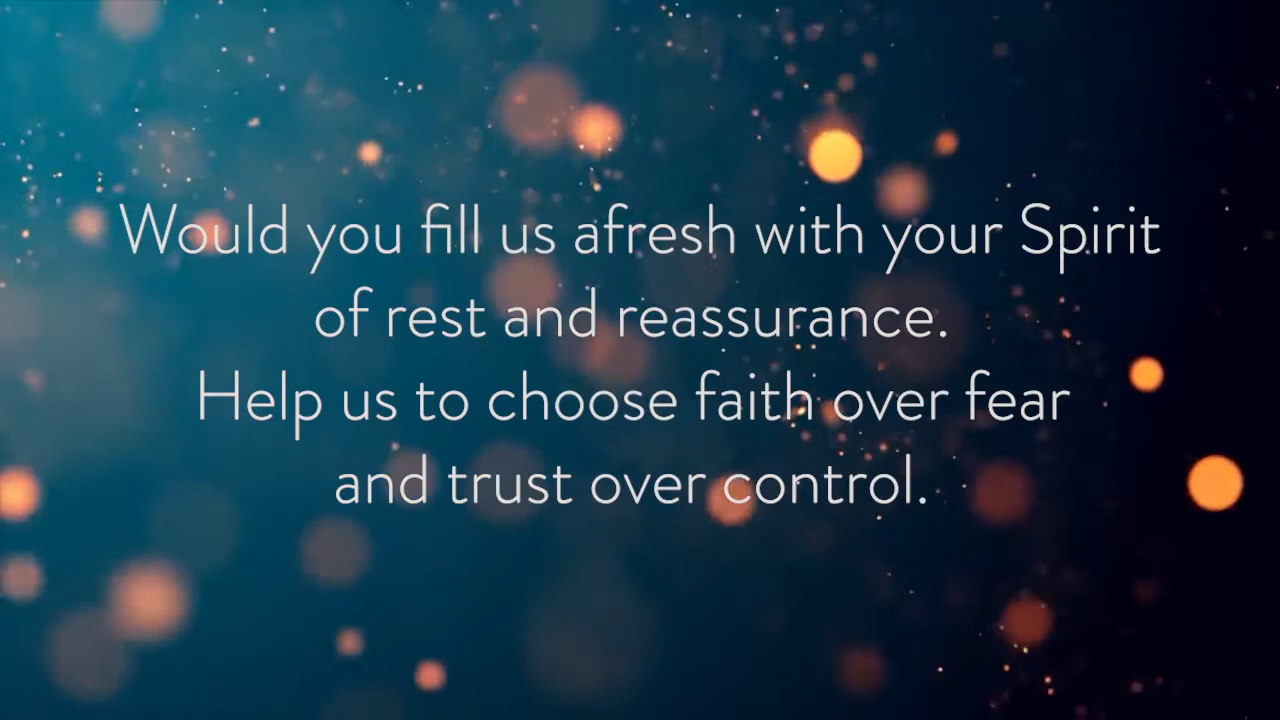 Would you fill us afresh with your Spirit
of rest and reassurance.
Help us to choose faith over fear
and trust over control.